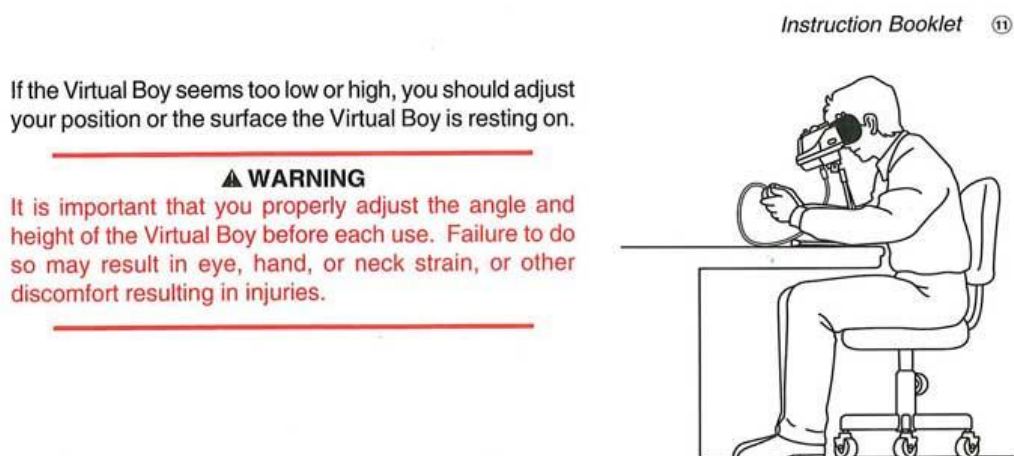 Instruction Booklet ⑪
If the Virtual Boy seems too low or high, you should adjust
your position or the surface the Virtual Boy is resting on.
⚠ WARNING
It is important that you properly adjust the angle and
height of the Virtual Boy before each use. Failure to do
so may result in eye, hand, or neck strain, or other
discomfort resulting in injuries.